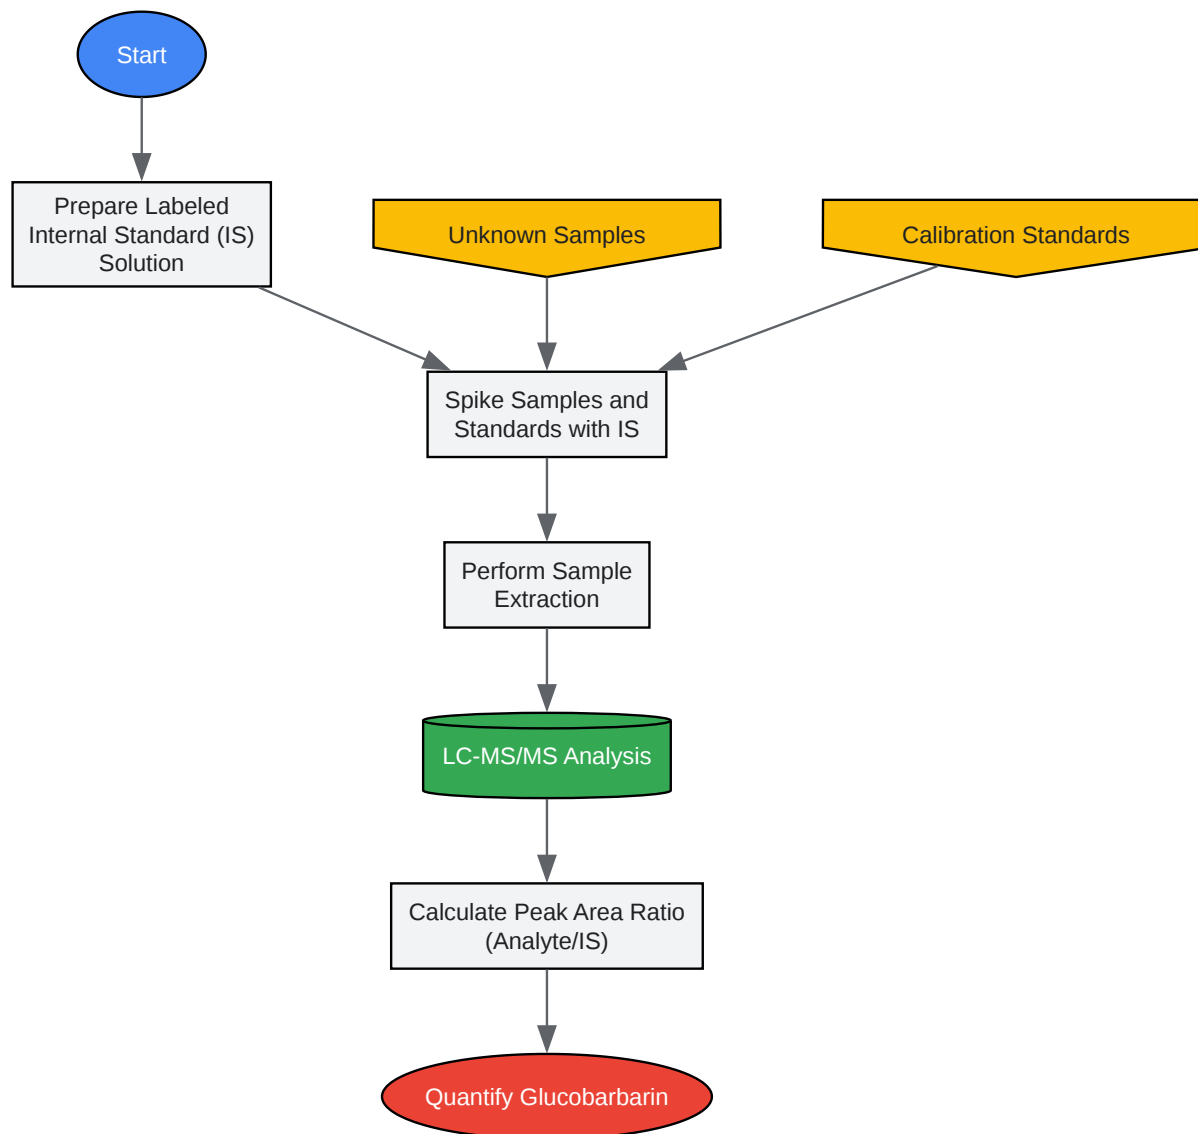 Start
Prepare Labeled
Internal Standard (IS)
Solution
Unknown Samples
Calibration Standards
Spike Samples and
Standards with IS
Perform Sample
Extraction
LC-MS/MS Analysis
Calculate Peak Area Ratio
(Analyte/IS)
Quantify Glucobarbarin